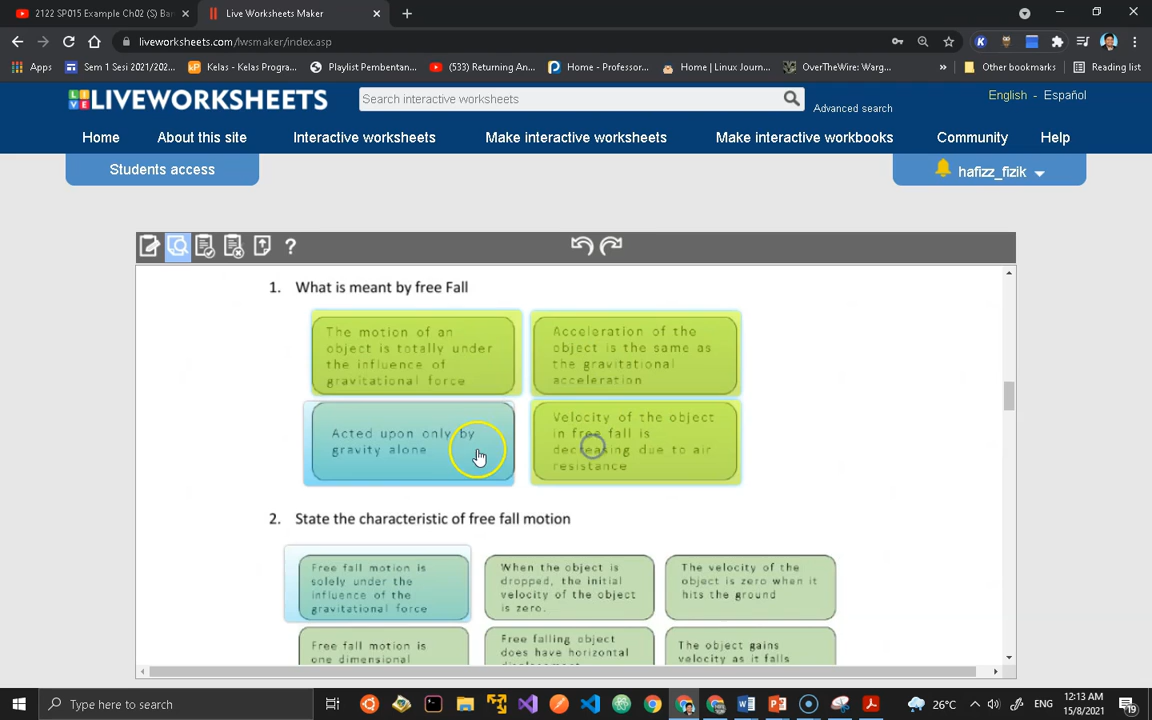 2122 SP015 Example Ch02 (S) Ba
Live Worksheets Maker
liveworksheets.com/lwsmaker/index.asp
Apps
Sem 1 Sesi 2021/202...
Kelas - Kelas Progra...
Playlist Pembentan...
(533) Returning An...
Home - Professor...
Home | Linux Journ...
OverTheWire: Warg...
»
Other bookmarks
Reading list
LIVEWORKSHEETS
Search interactive worksheets
Advanced search
English - Español
Home
About this site
Interactive worksheets
Make interactive worksheets
Make interactive workbooks
Community
Help
Students access
hafizz_fizik
1. What is meant by free Fall
The motion of an
object is totally under
the influence of
gravitational force
Acceleration of the
object is the same as
the gravitational
acceleration
Acted upon only by
gravity alone
Velocity of the object
in free fall is
decreasing due to air
resistance
2. State the characteristic of free fall motion
Free fall motion is
solely under the
influence of the
gravitational force
When the object is
dropped, the initial
velocity of the object
is zero.
The velocity of the
object is zero when it
hits the ground
Free fall motion is
one dimensional
Free falling object
does have horizontal
displacement
The object gains
velocity as it falls
Type here to search
26°C
ENG
12:13 AM
15/8/2021
19